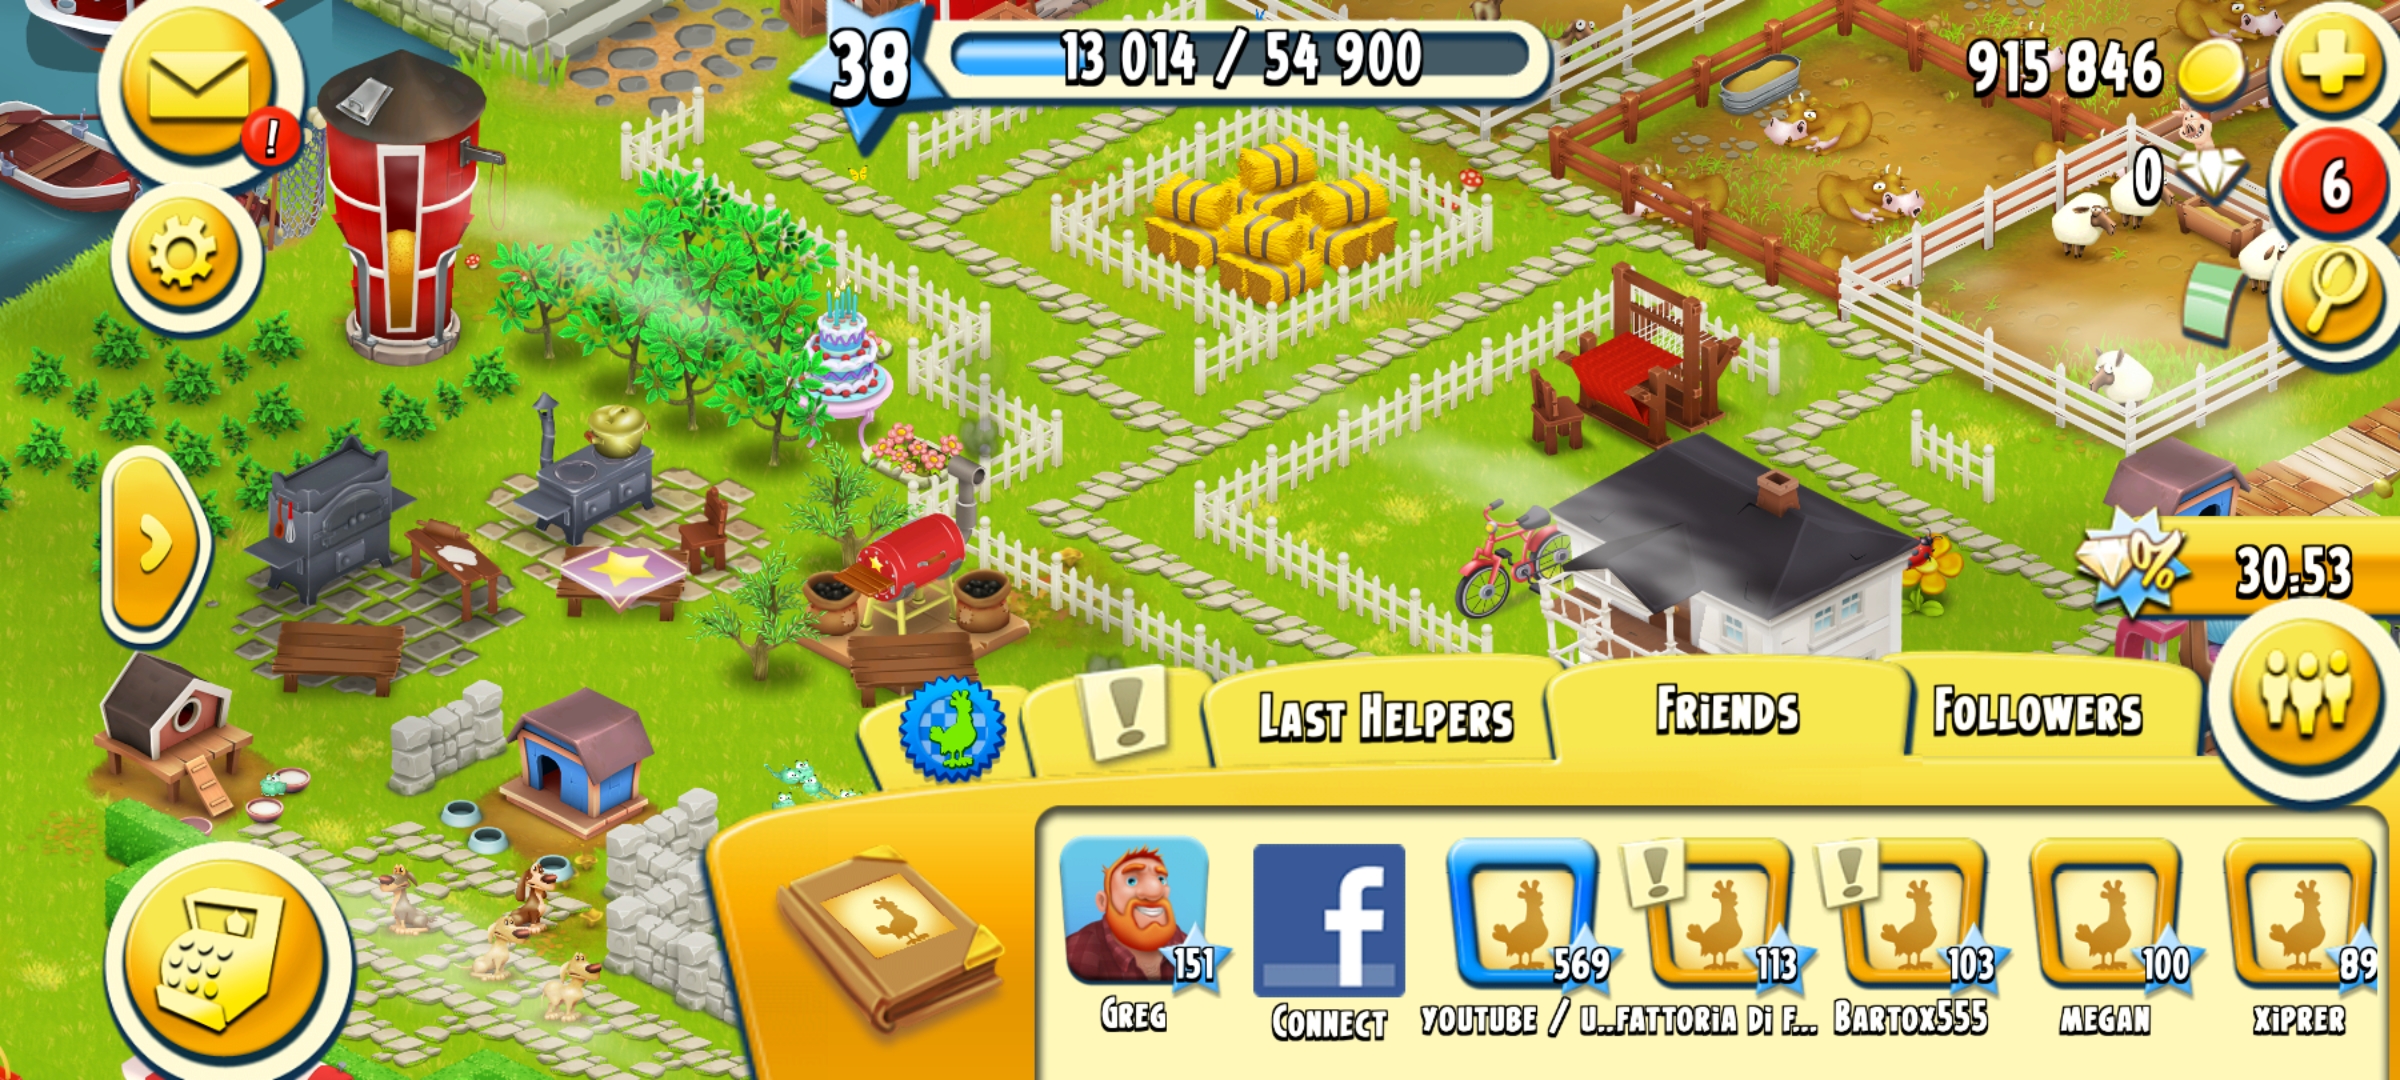 38
13 014 / 54 900
915 846
!
0
6
%
30:53
!
LAST HELPERS
FRIENDS
FOLLOWERS
f
!
!
151
569
113
103
100
89
GREG
CONNECT
YOUTUBE / U...
FATTORIA DI F...
BARTOX555
MEGAN
XIPRER